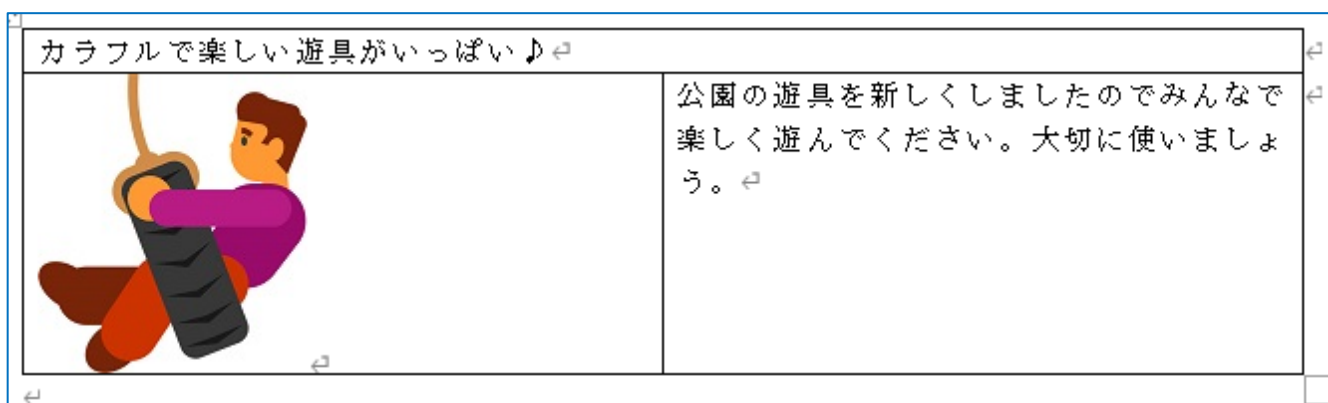 カラフルで楽しい遊具がいっぱい♪
公園の遊具を新しくしましたのでみんなで
楽しく遊んでください。大切に使いましょ
う。